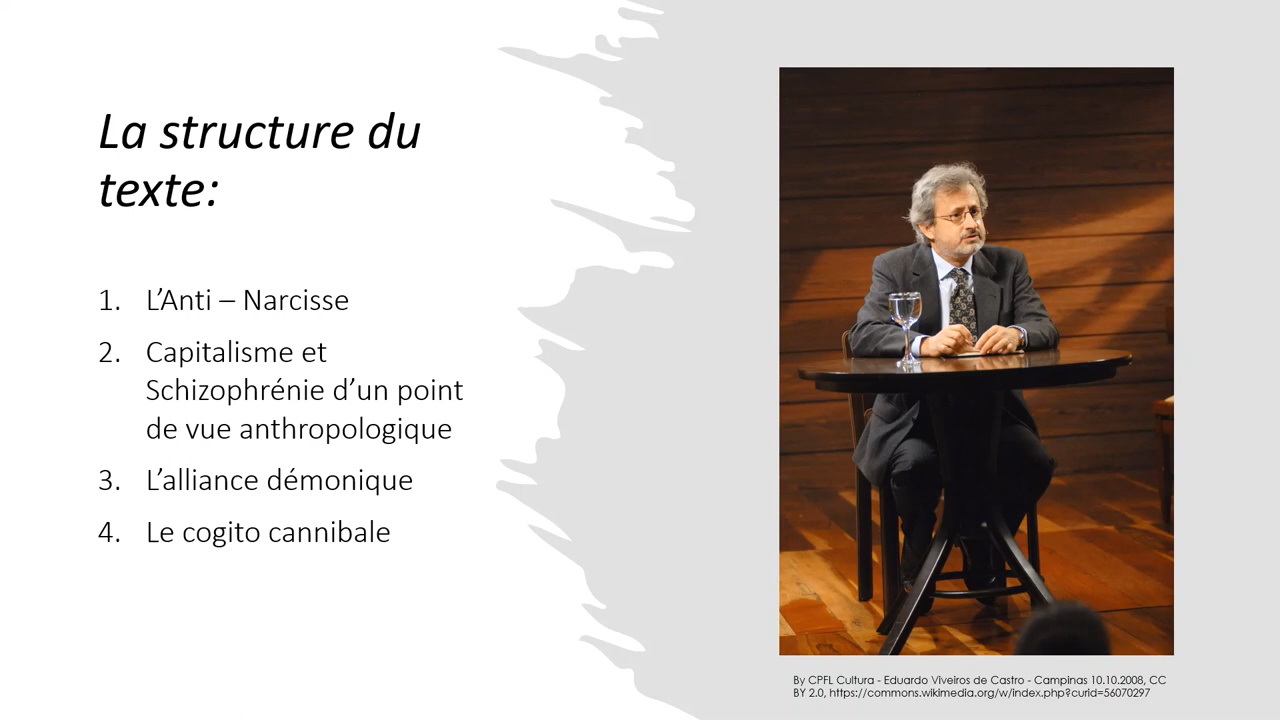 La structure du
texte:
1. L’Anti – Narcisse
2. Capitalisme et
Schizophrénie d’un point
de vue anthropologique
3. L’alliance démonique
4. Le cogito cannibale
By CPFL Cultura - Eduardo Viveiros de Castro - Campinas 10.10.2008, CC
BY 2.0, https://commons.wikimedia.org/w/index.php?curid=56070297